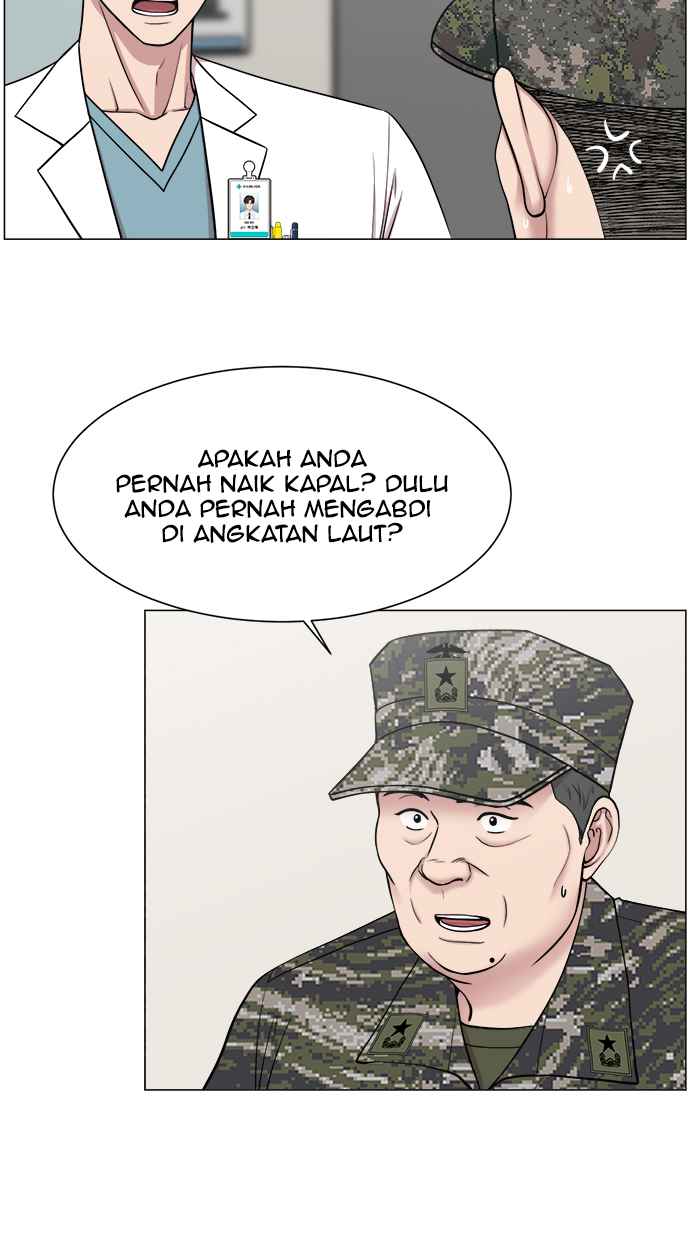 APAKAH ANDA
PERNAH NAIK KAPAL? DULU
ANDA PERNAH MENGABDI
DI ANGKATAN LAUT?